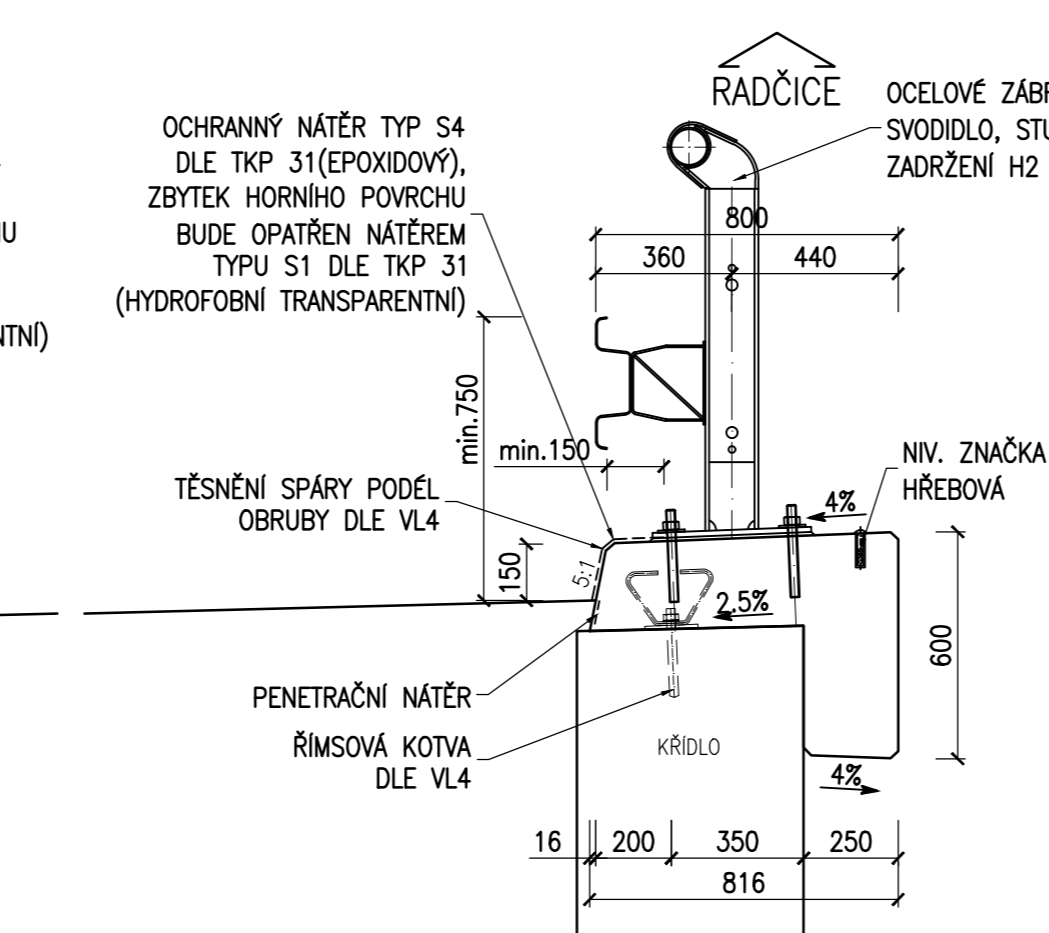 RADČICE
OCELOVÉ
SVODIDLO,
ZADRŽENÍ H2
OCHRANNÝ NÁTĚR TYP S4
DLE TKP 31(EPOXIDOVÝ),
ZBYTEK HORNÍHO POVRCHU
BUDE OPATŘEN NÁTĚREM
TYPU S1 DLE TKP 31
(HYDROFOBNÍ TRANSPARENTNÍ)
800
360
440
min.750
min.150
TĚSNĚNÍ SPÁRY PODÉL
OBRUBY DLE VL4
NIV. ZNAČKA
HŘEBOVÁ
4%
150
5:1
2.5%
600
PENETRAČNÍ NÁTĚR
ŘÍMSOVÁ KOTVA
DLE VL4
KŘÍDLO
4%
16
200
350
250
816